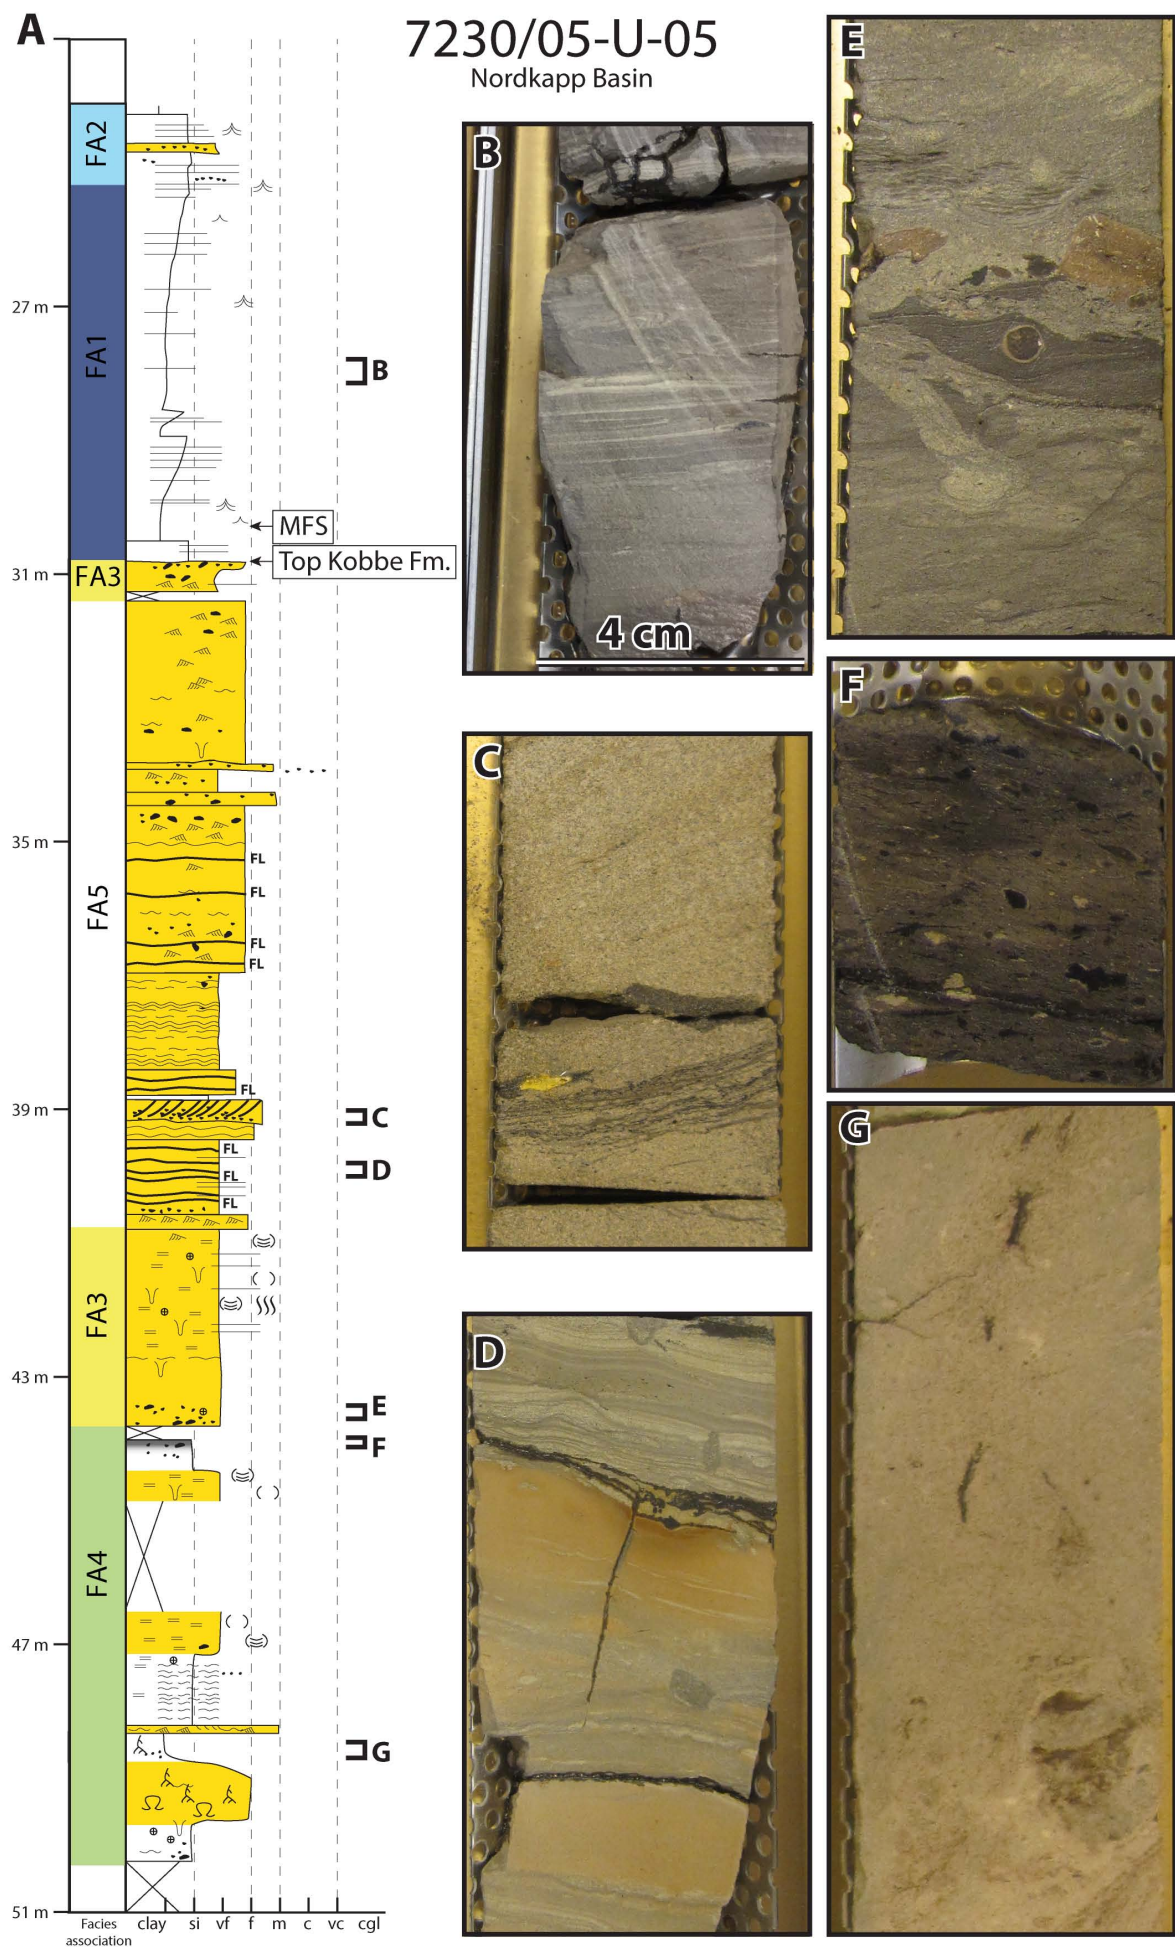 A
7230/05-U-05
Nordkapp Basin
FA2
FA1
27 m
B
MFS
Top Kobbe Fm.
31 m
FA3
FA5
35 m
FL
FL
FL
FL
FL
39 m
C
FL
D
FL
FL
FA3
43 m
E
F
FA4
47 m
G
51 m
Facies
association
clay si vf f m c vc cgl
B
4 cm
C
D
E
F
G